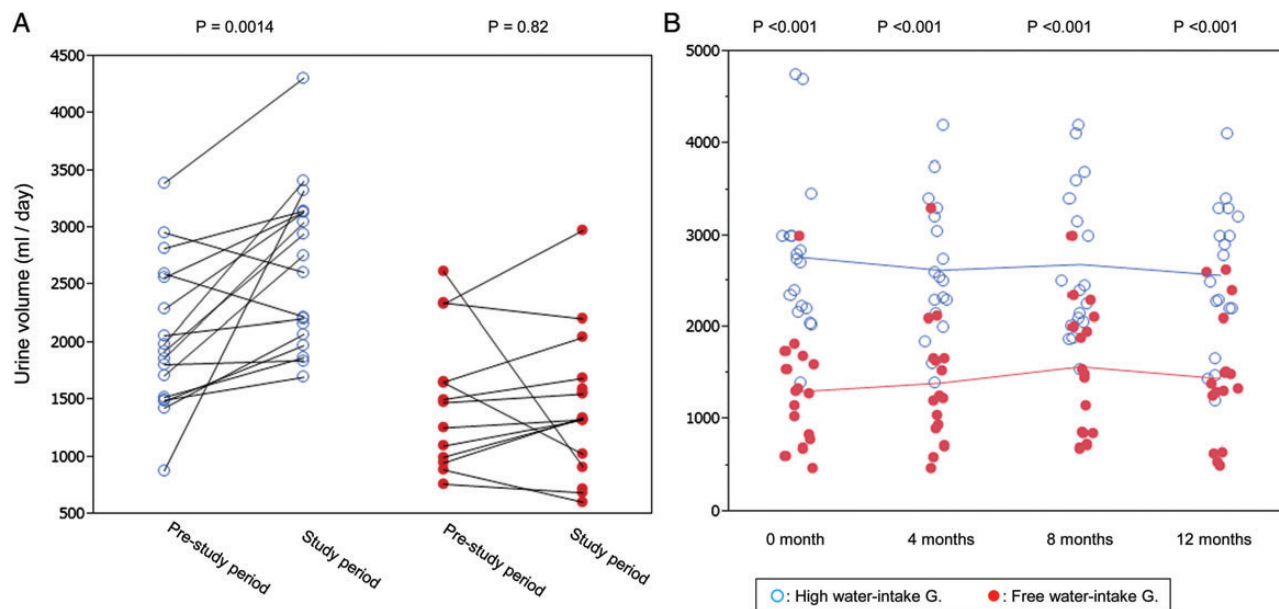 A
P = 0.0014
P = 0.82
Urine volume (ml / day)
4500
4000
3500
3000
2500
2000
1500
1000
500
Pre-study period
Study period
Pre-study period
Study period
B
P <0.001
P <0.001
P <0.001
P <0.001
5000
4000
3000
2000
1000
0
0 month
4 months
8 months
12 months
: High water-intake G.
: Free water-intake G.